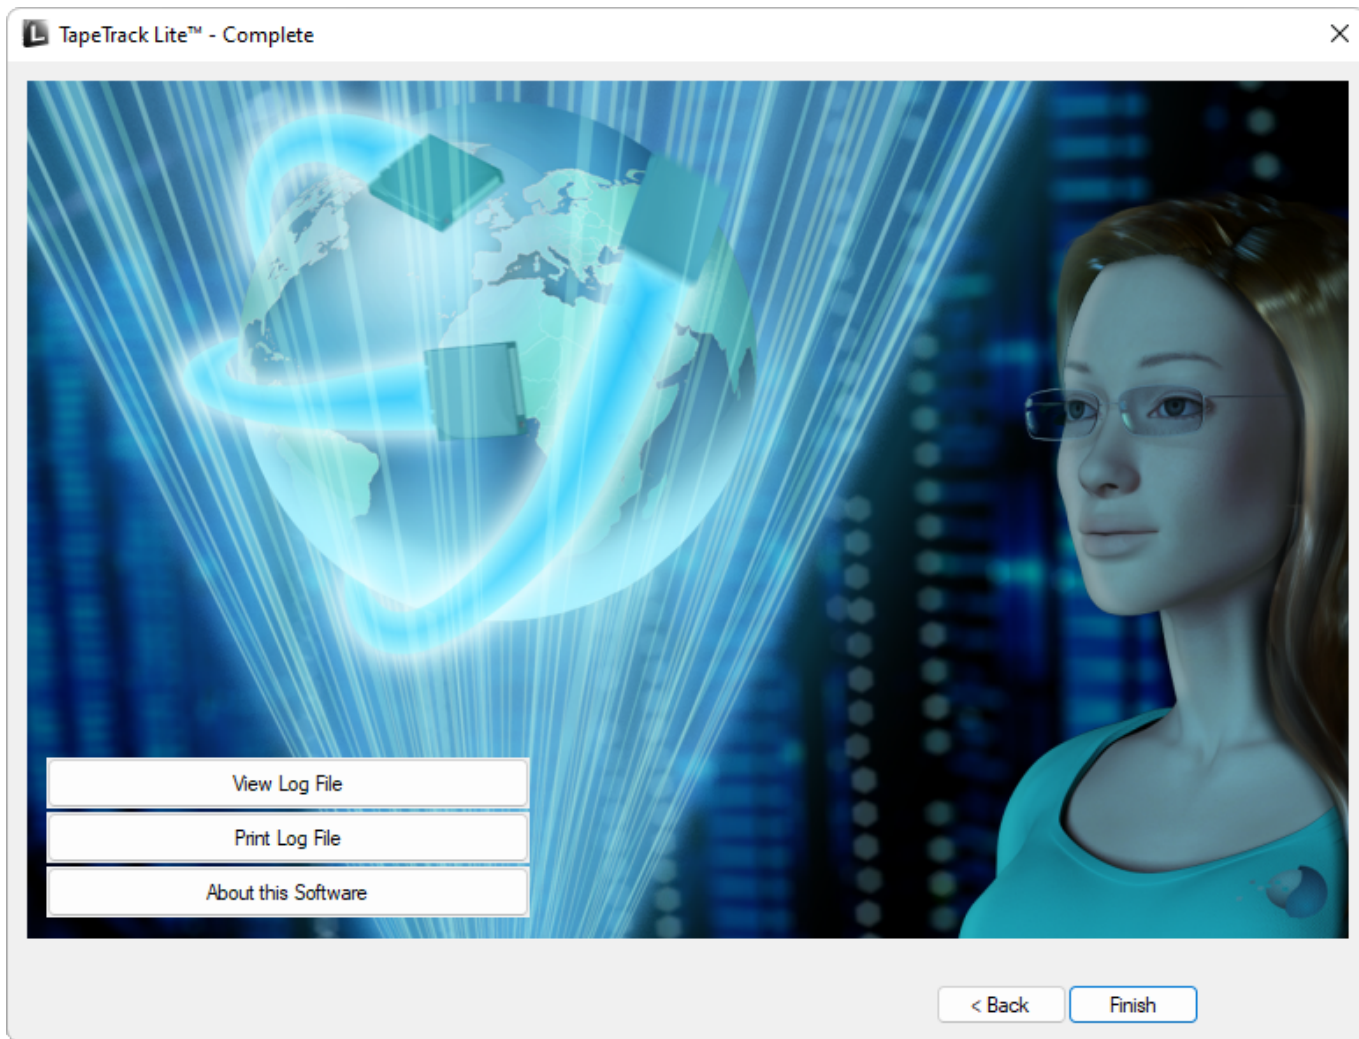 TapeTrack Lite™ - Complete
View Log File
Print Log File
About this Software
< Back
Finish